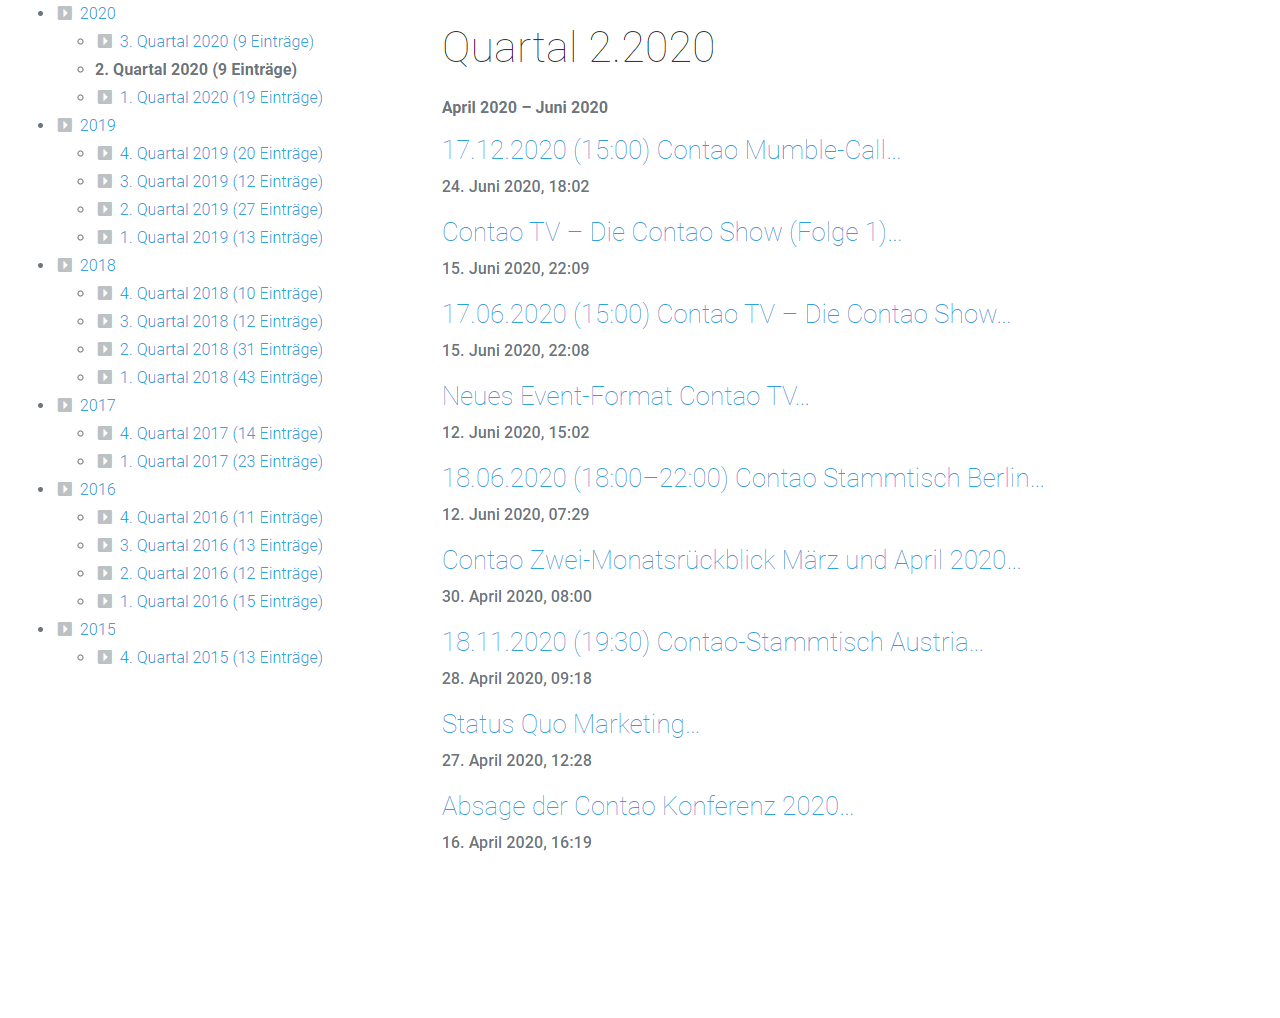 2020
3. Quartal 2020 (9 Einträge)
2. Quartal 2020 (9 Einträge)
1. Quartal 2020 (19 Einträge)
2019
4. Quartal 2019 (20 Einträge)
3. Quartal 2019 (12 Einträge)
2. Quartal 2019 (27 Einträge)
1. Quartal 2019 (13 Einträge)
2018
4. Quartal 2018 (10 Einträge)
3. Quartal 2018 (12 Einträge)
2. Quartal 2018 (31 Einträge)
1. Quartal 2018 (43 Einträge)
2017
4. Quartal 2017 (14 Einträge)
1. Quartal 2017 (23 Einträge)
2016
4. Quartal 2016 (11 Einträge)
3. Quartal 2016 (13 Einträge)
2. Quartal 2016 (12 Einträge)
1. Quartal 2016 (15 Einträge)
2015
4. Quartal 2015 (13 Einträge)
Quartal 2.2020
April 2020 – Juni 2020
17.12.2020 (15:00) Contao Mumble-Call…
24. Juni 2020, 18:02
Contao TV – Die Contao Show (Folge 1)…
15. Juni 2020, 22:09
17.06.2020 (15:00) Contao TV – Die Contao Show…
15. Juni 2020, 22:08
Neues Event-Format Contao TV…
12. Juni 2020, 15:02
18.06.2020 (18:00–22:00) Contao Stammtisch Berlin…
12. Juni 2020, 07:29
Contao Zwei-Monatsrückblick März und April 2020…
30. April 2020, 08:00
18.11.2020 (19:30) Contao-Stammtisch Austria…
28. April 2020, 09:18
Status Quo Marketing…
27. April 2020, 12:28
Absage der Contao Konferenz 2020…
16. April 2020, 16:19